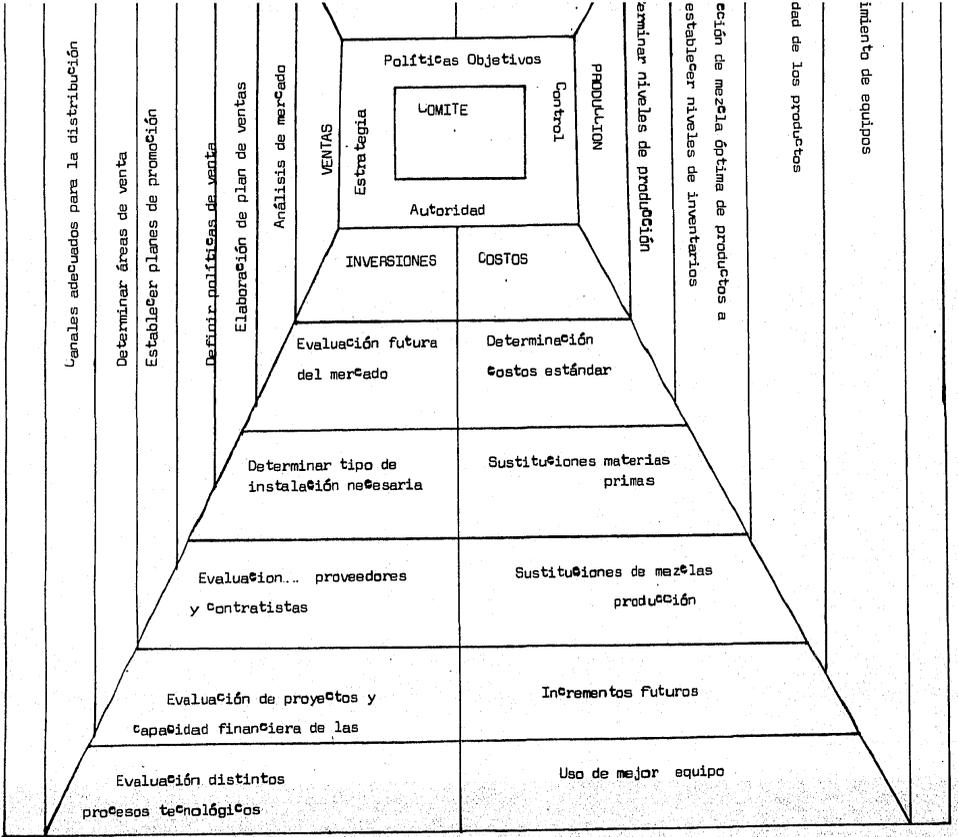 Políticas Objetivos
COMITE
Estrategia
Control
Autoridad
VENTAS
PRODUCCION
Canales adecuados para la distribución
Determinar áreas de venta
Establecer planes de promoción
Definir políticas de venta
Elaboración de plan de ventas
Análisis de mercado
erminar niveles de producción
establecer niveles de inventarios
ección de mezcla óptima de productos a
dad de los productos
imiento de equipos
INVERSIONES
COSTOS
Evaluación futura
del mercado
Determinación
Costos estándar
Determinar tipo de
instalación necesaria
Sustituciones materias
primas
Evaluacion... proveedores
y contratistas
Sustituciones de mezclas
producción
Evaluación de proyectos y
capacidad financiera de las
Incrementos futuros
Evaluación distintos
procesos tecnológicos
Uso de mejor equipo